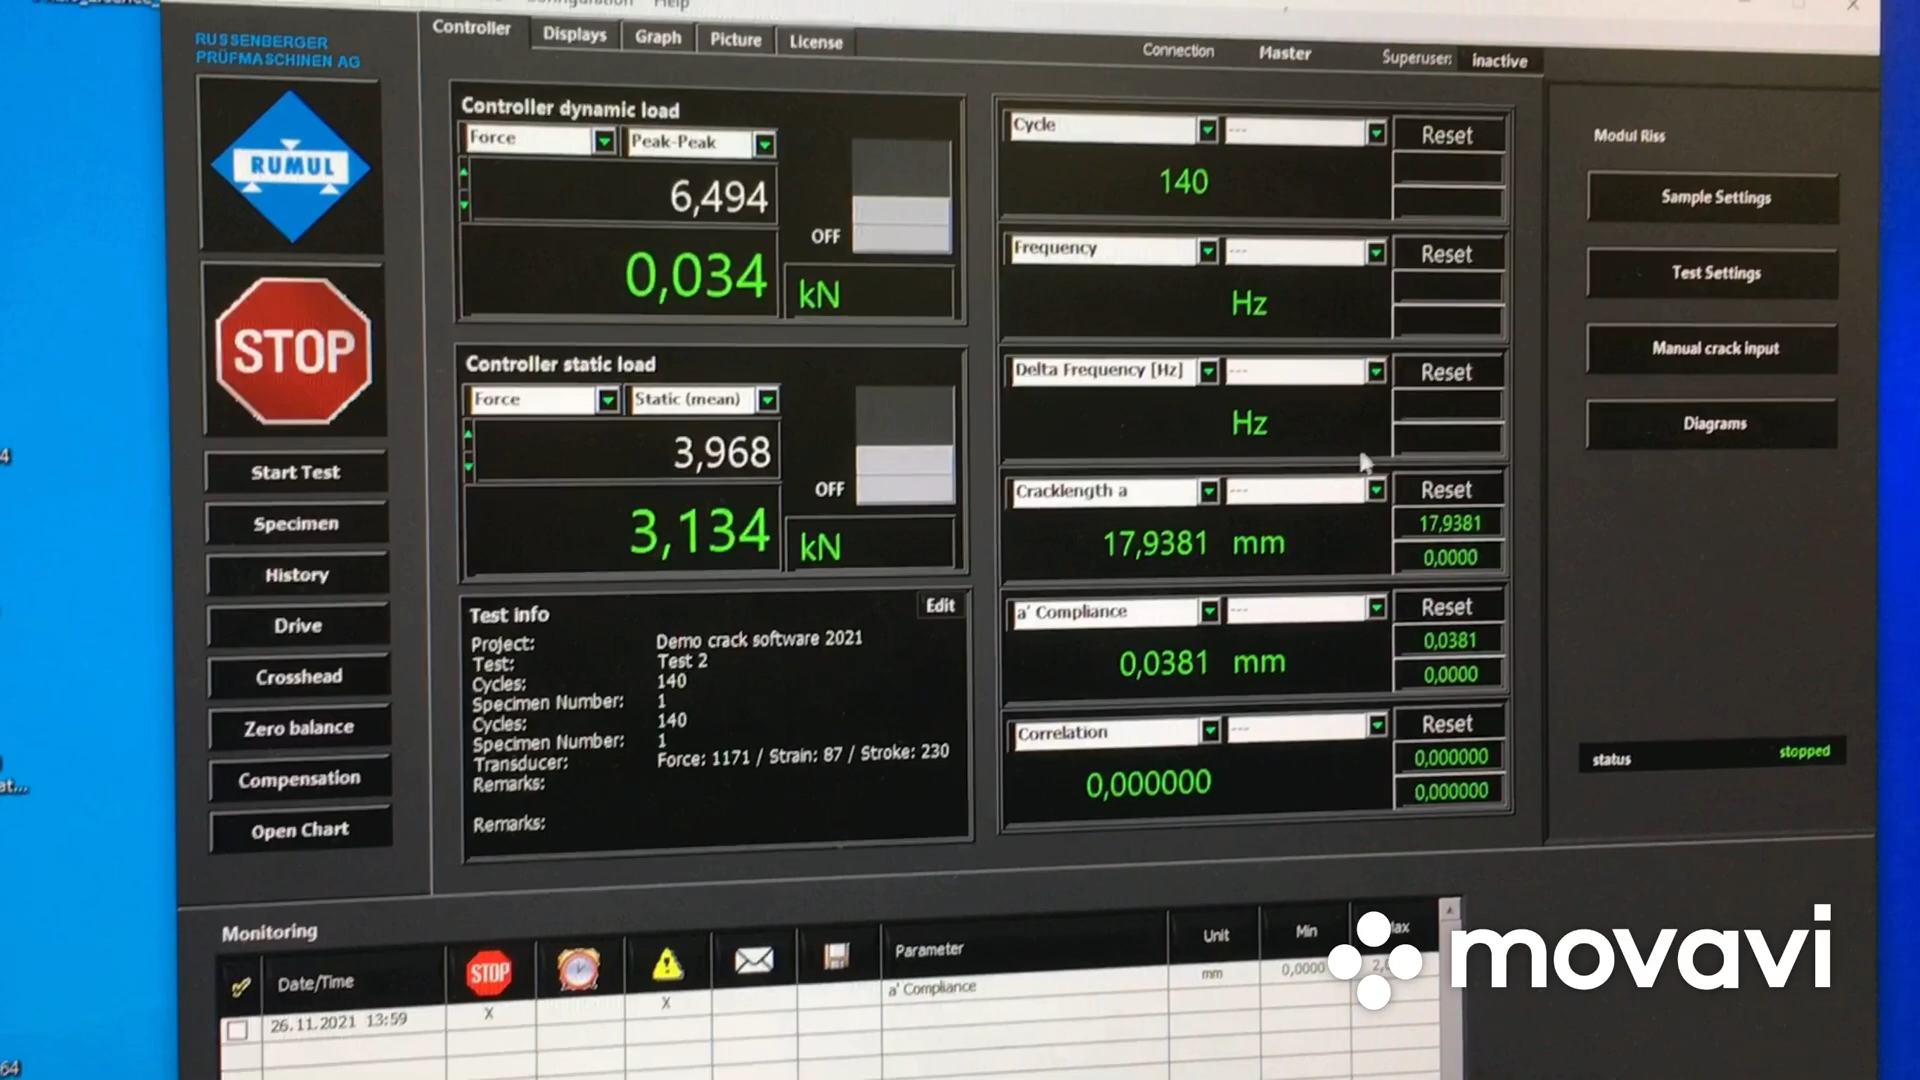 Help
RUSSENBERGER
PRÜFMASCHINEN AG
RUMUL
STOP
Start Test
Specimen
History
Drive
Crosshead
Zero balance
Compensation
Open Chart
Controller
Displays
Graph
Picture
License
Connection
Master
Superuser:
inactive
Controller dynamic load
Force
Peak-Peak
6,494
OFF
0,034
kN
Controller static load
Force
Static (mean)
3,968
OFF
3,134
kN
Test info
Edit
Project: Demo crack software 2021
Test: Test 2
Cycles: 140
Specimen Number: 1
Cycles: 140
Specimen Number: 1
Transducer: Force: 1171 / Strain: 87 / Stroke: 230
Remarks:
Remarks:
Cycle
---
Reset
140
Frequency
---
Reset
Hz
Delta Frequency [Hz]
---
Reset
Hz
Cracklength a
---
Reset
17,9381 mm
17,9381
0,0000
a' Compliance
---
Reset
0,0381 mm
0,0381
0,0000
Correlation
---
Reset
0,000000
0,000000
0,000000
Modul Riss
Sample Settings
Test Settings
Manual crack input
Diagrams
status
stopped
Monitoring
Date/Time
STOP
Parameter
Unit
Min
26.11.2021 13:59
X
X
a' Compliance
mm
0,0000
movavi
4
at...
64